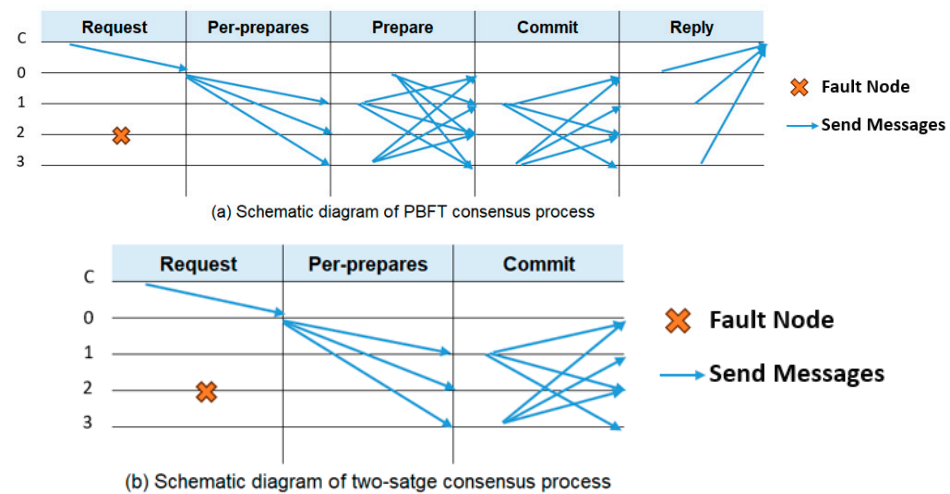 Request Per-prepares Prepare Commit Reply
C
0
1
2
3
Fault Node
Send Messages
(a) Schematic diagram of PBFT consensus process
Request Per-prepares Commit
C
0
1
2
3
Fault Node
Send Messages
(b) Schematic diagram of two-satge consensus process